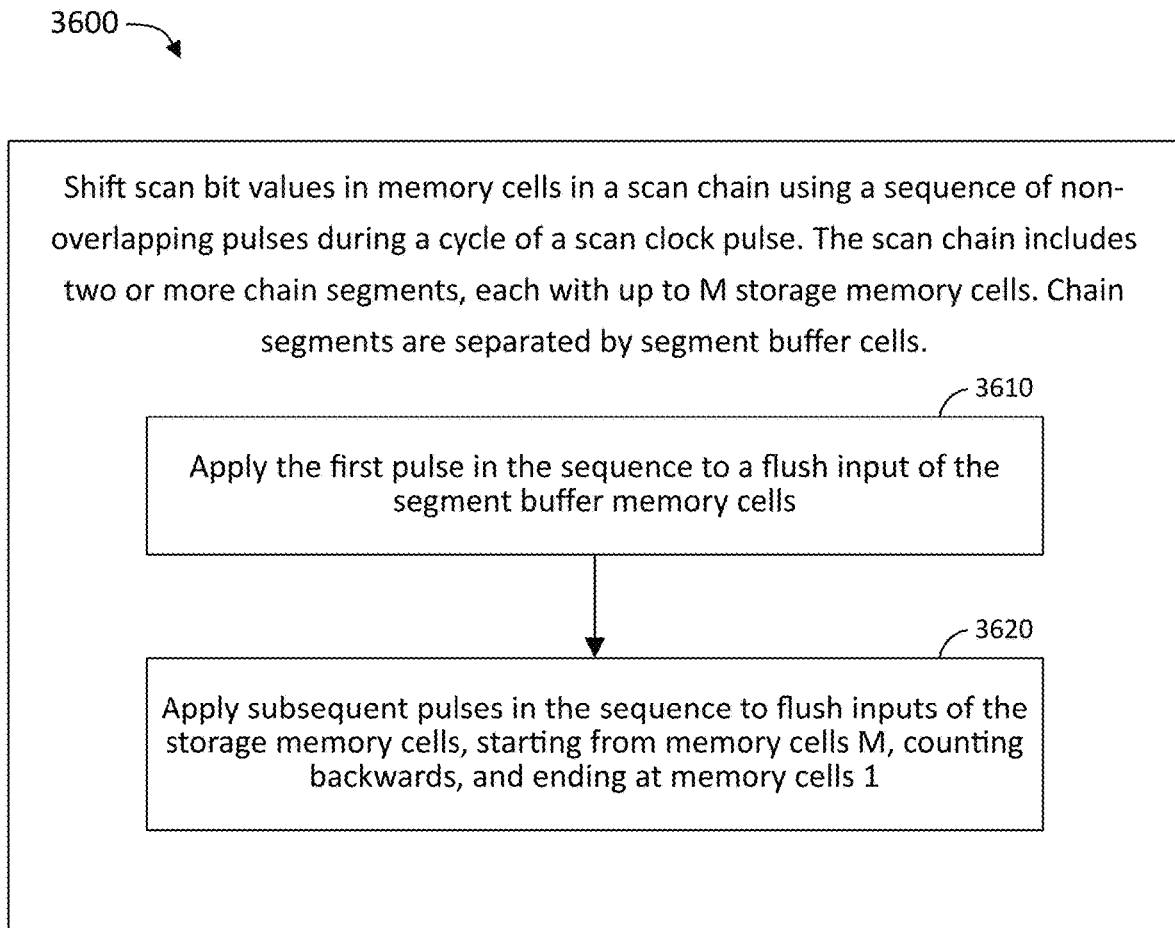 3600
Shift scan bit values in memory cells in a scan chain using a sequence of non-
overlapping pulses during a cycle of a scan clock pulse. The scan chain includes
two or more chain segments, each with up to M storage memory cells. Chain
segments are separated by segment buffer cells.
3610
Apply the first pulse in the sequence to a flush input of the
segment buffer memory cells
3620
Apply subsequent pulses in the sequence to flush inputs of the
storage memory cells, starting from memory cells M, counting
backwards, and ending at memory cells 1